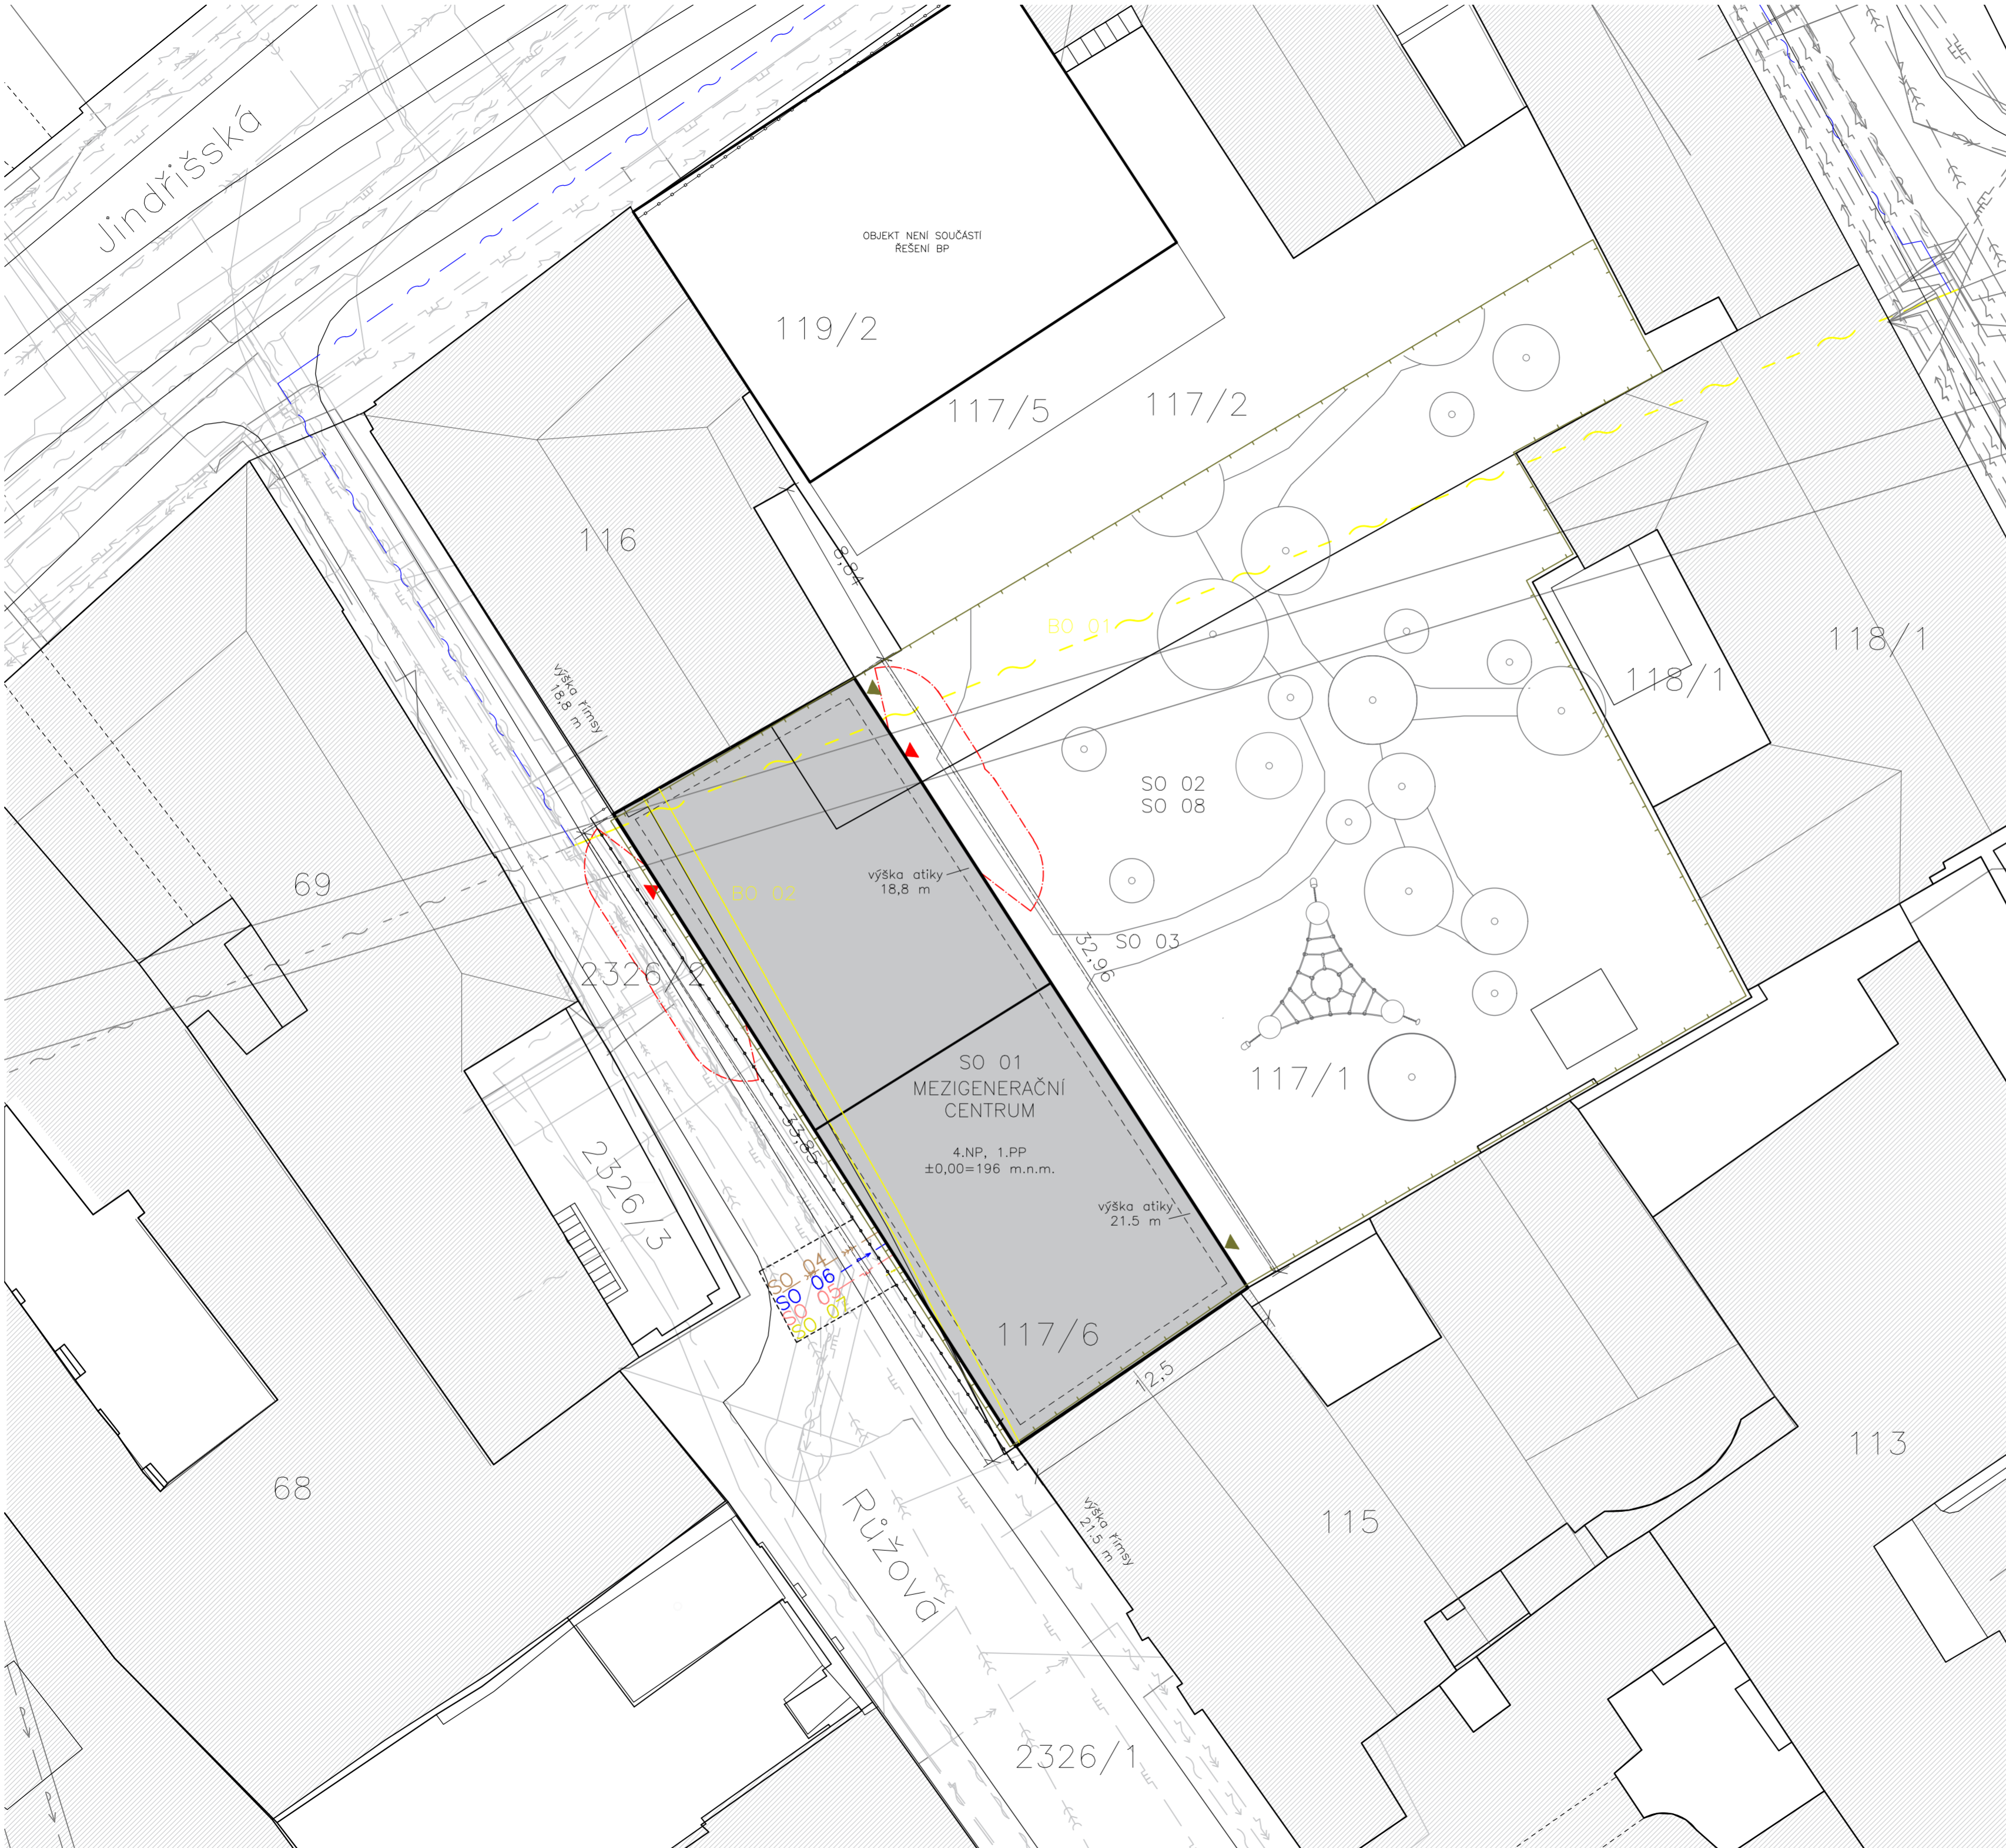 Jindřišská
OBJEKT NENÍ SOUČÁSTÍ
ŘEŠENÍ BP
119/2
117/5
117/2
116
8,84
BO 01
118/1
118/1
výška římsy
18,8 m
SO 02
SO 08
69
BO 02
výška atiky
18,8 m
SO 03
32,96
2326/2
SO 01
MEZIGENERAČNÍ
CENTRUM
117/1
33,85
4.NP, 1.PP
±0,00=196 m.n.m.
2326/3
výška atiky
21.5 m
SO 04
SO 06
SO 05
SO 07
117/6
12,5
113
68
115
výška římsy
21.5 m
Růžová
2326/1